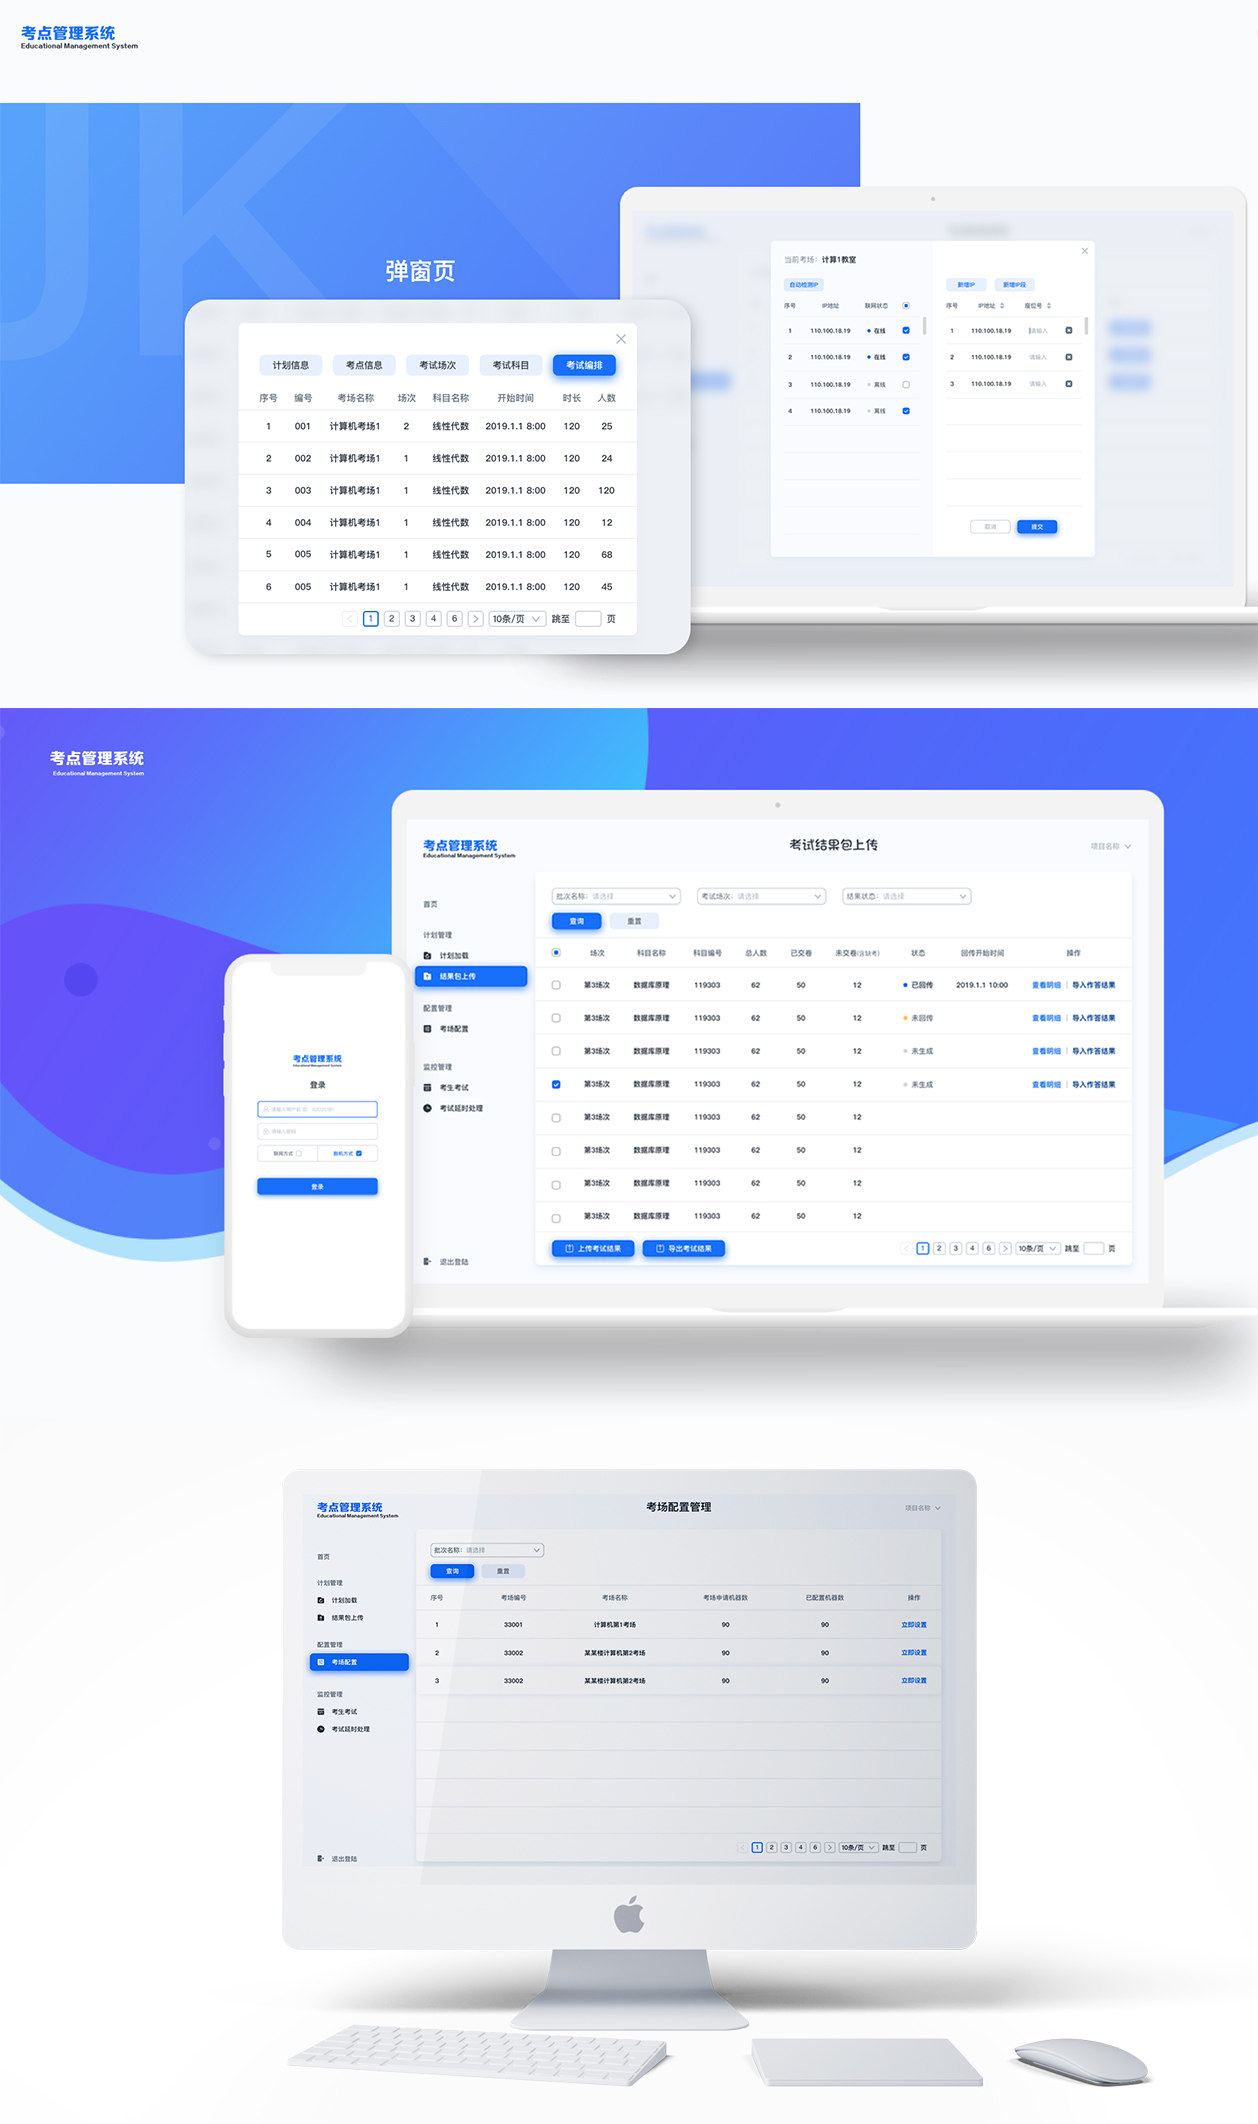 考点管理系统
Educational Management System
JK
弹窗页
计划信息 考点信息 考试场次 考试科目 考试编排
序号 编号 考场名称 场次 科目名称 开始时间 时长 人数
1 001 计算机考场1 2 线性代数 2019.1.1 8:00 120 25
2 002 计算机考场1 1 线性代数 2019.1.1 8:00 120 24
3 003 计算机考场1 1 线性代数 2019.1.1 8:00 120 120
4 004 计算机考场1 1 线性代数 2019.1.1 8:00 120 12
5 005 计算机考场1 1 线性代数 2019.1.1 8:00 120 68
6 005 计算机考场1 1 线性代数 2019.1.1 8:00 120 45
1 2 3 4 6 10条/页 跳至 页
当前考场：计算1教室
自动检测IP
序号 IP地址 联网状态
1 110.100.18.19 在线
2 110.100.18.19 在线
3 110.100.18.19 离线
4 110.100.18.19 离线
新增IP 新增IP段
序号 IP地址 座位号
1 110.100.18.19 请输入
2 110.100.18.19 请输入
3 110.100.18.19 请输入
取消 提交
考点管理系统
Educational Management System
考点管理系统
Educational Management System
考试结果包上传
项目名称
首页
计划管理
计划加载
结果包上传
配置管理
考场配置
监控管理
考生考试
考试延时处理
退出登陆
批次名称：请选择 考试场次：请选择 结果状态：请选择
查询 重置
场次 科目名称 科目编号 总人数 已交卷 未交卷(含缺考) 状态 回传开始时间 操作
第3场次 数据库原理 119303 62 50 12 已回传 2019.1.1 10:00 查看明细 | 导入作答结果
第3场次 数据库原理 119303 62 50 12 未回传 查看明细 | 导入作答结果
第3场次 数据库原理 119303 62 50 12 未生成 查看明细 | 导入作答结果
第3场次 数据库原理 119303 62 50 12 未生成 查看明细 | 导入作答结果
第3场次 数据库原理 119303 62 50 12
第3场次 数据库原理 119303 62 50 12
第3场次 数据库原理 119303 62 50 12
第3场次 数据库原理 119303 62 50 12
上传考试结果 导出考试结果
1 2 3 4 6 10条/页 跳至 页
考点管理系统
Educational Management System
登录
请输入密码
联网方式 脱机方式
登录
考点管理系统
Educational Management System
考场配置管理
项目名称
首页
计划管理
计划加载
结果包上传
配置管理
考场配置
监控管理
考生考试
考试延时处理
退出登陆
批次名称：请选择
查询 重置
序号 考场编号 考场名称 考场申请机器数 已配置机器数 操作
1 33001 计算机第1考场 90 90 立即设置
2 33002 某某楼计算机第2考场 90 90 立即设置
3 33002 某某楼计算机第2考场 90 90 立即设置
1 2 3 4 6 10条/页 跳至 页